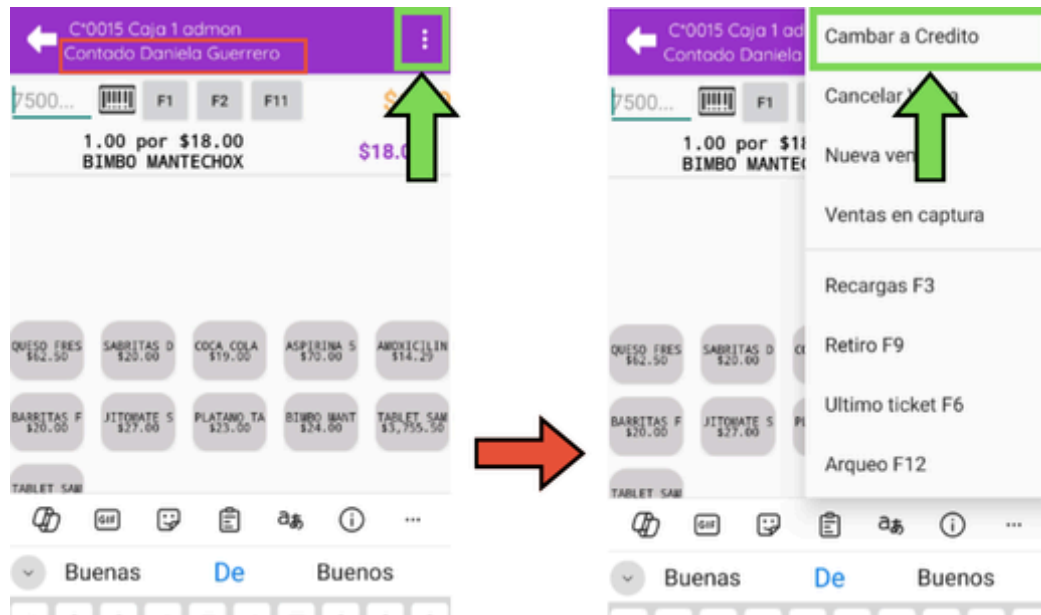 C*0015 Caja 1 admon
Contado Daniela Guerrero
7500...
F1 F2 F11
1.00 por $18.00
BIMBO MANTECHOX
QUESO FRES SABRITAS D COCA COLA ASPIRINA S AMOXICILIN
$62.50 $20.00 $19.00 $70.00 $14.29
BARRITAS F JITOMATE S PLATANO TA BIMBO MANT TABLET SAM
$20.00 $27.00 $23.00 $24.00 $3,755.50
TABLET SAM
GIF
Buenas De Buenos
C*0015 Caja 1 ad
Contado Daniela
7500...
F1
1.00 por $18
BIMBO MANTEC
Cambar a Credito
Cancelar
Nueva ven
Ventas en captura
Recargas F3
Retiro F9
Ultimo ticket F6
Arqueo F12
QUESO FRES SABRITAS D
$62.50 $20.00
BARRITAS F JITOMATE S
$20.00 $27.00
TABLET SAM
GIF
Buenas De Buenos